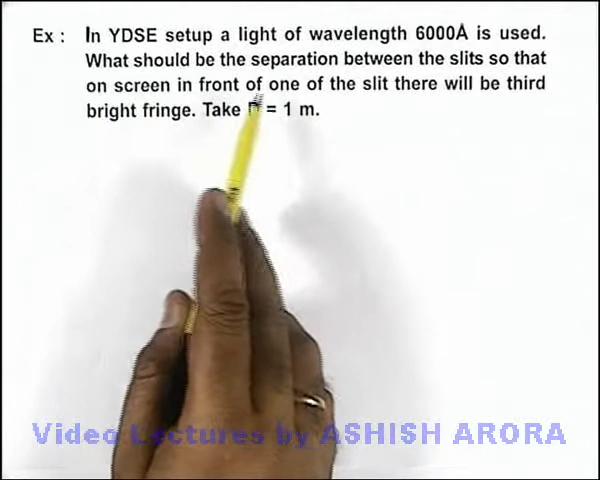 Ex : In YDSE setup a light of wavelength 6000Å is used.
What should be the separation between the slits so that
on screen in front of one of the slit there will be third
bright fringe. Take = 1 m.
Video Lectures by ASHISH ARORA